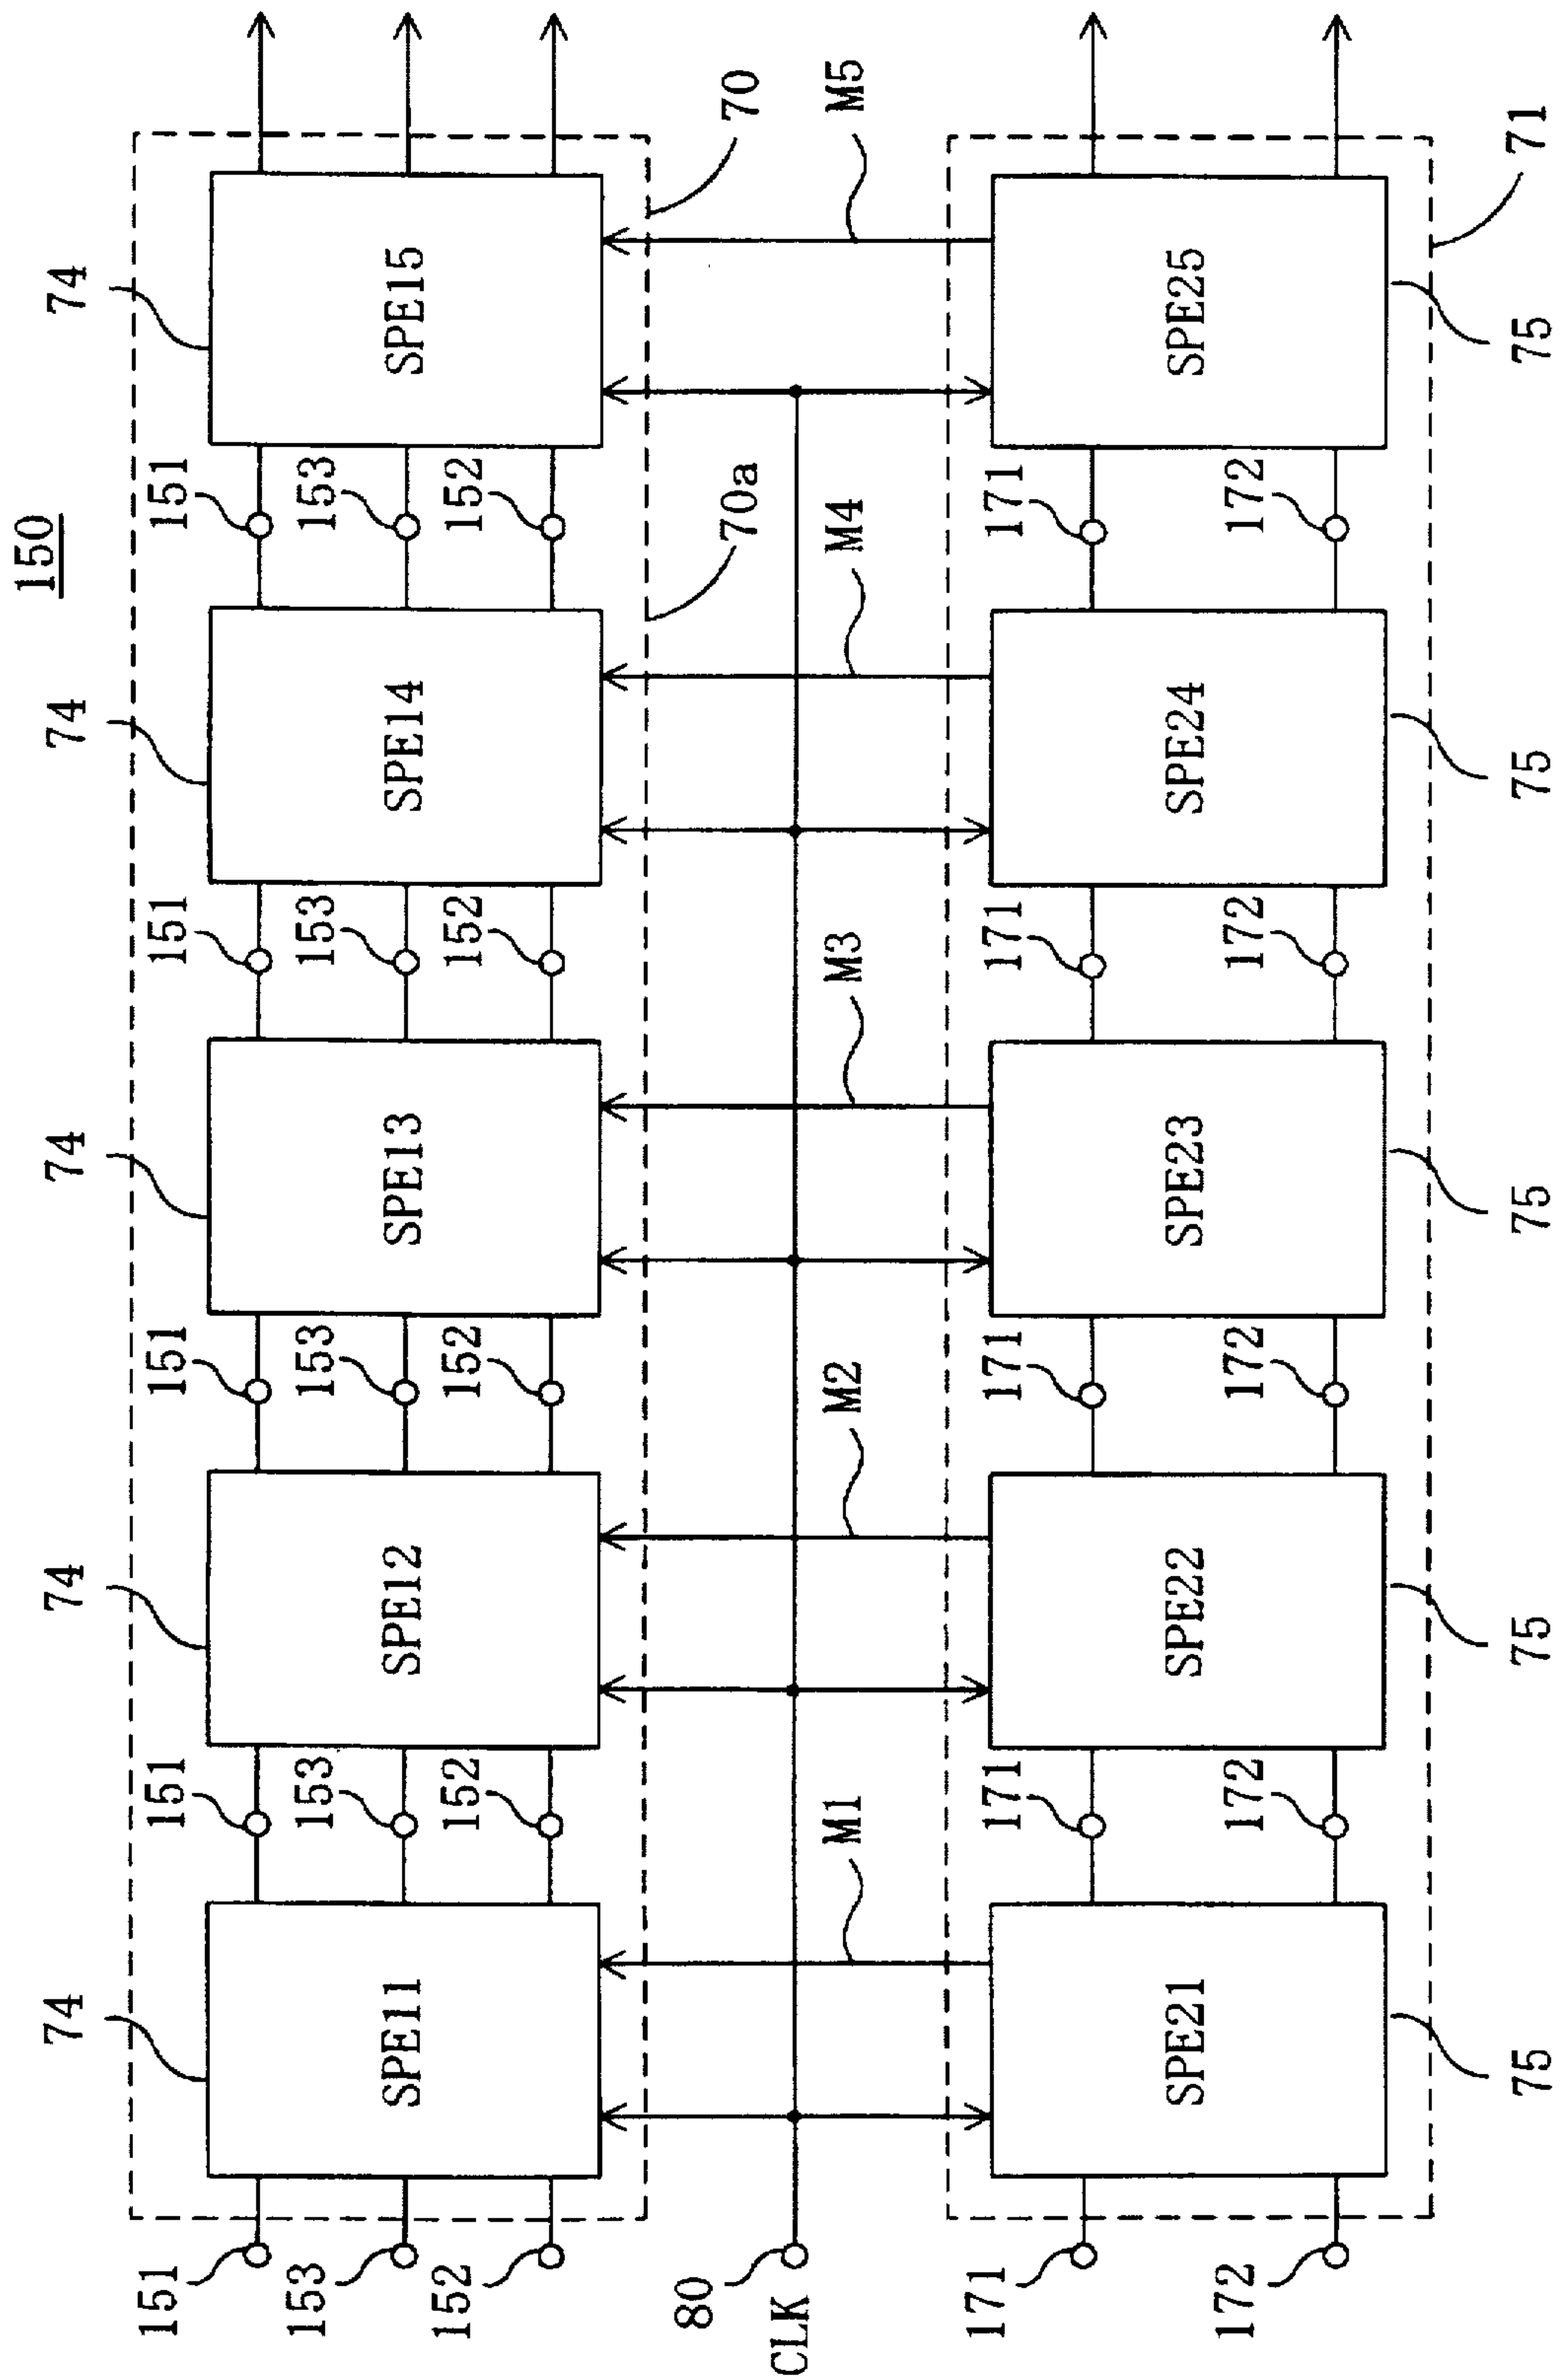 150
74 74 74 74 74
151 151 151 151 151
SPE11 SPE12 SPE13 SPE14 SPE15
153 153 153 153 153
152 152 152 152 152
70a 70
80
CLK
M1 M2 M3 M4 M5
171 171 171 171 171
SPE21 SPE22 SPE23 SPE24 SPE25
172 172 172 172 172
75 75 75 75 75
71